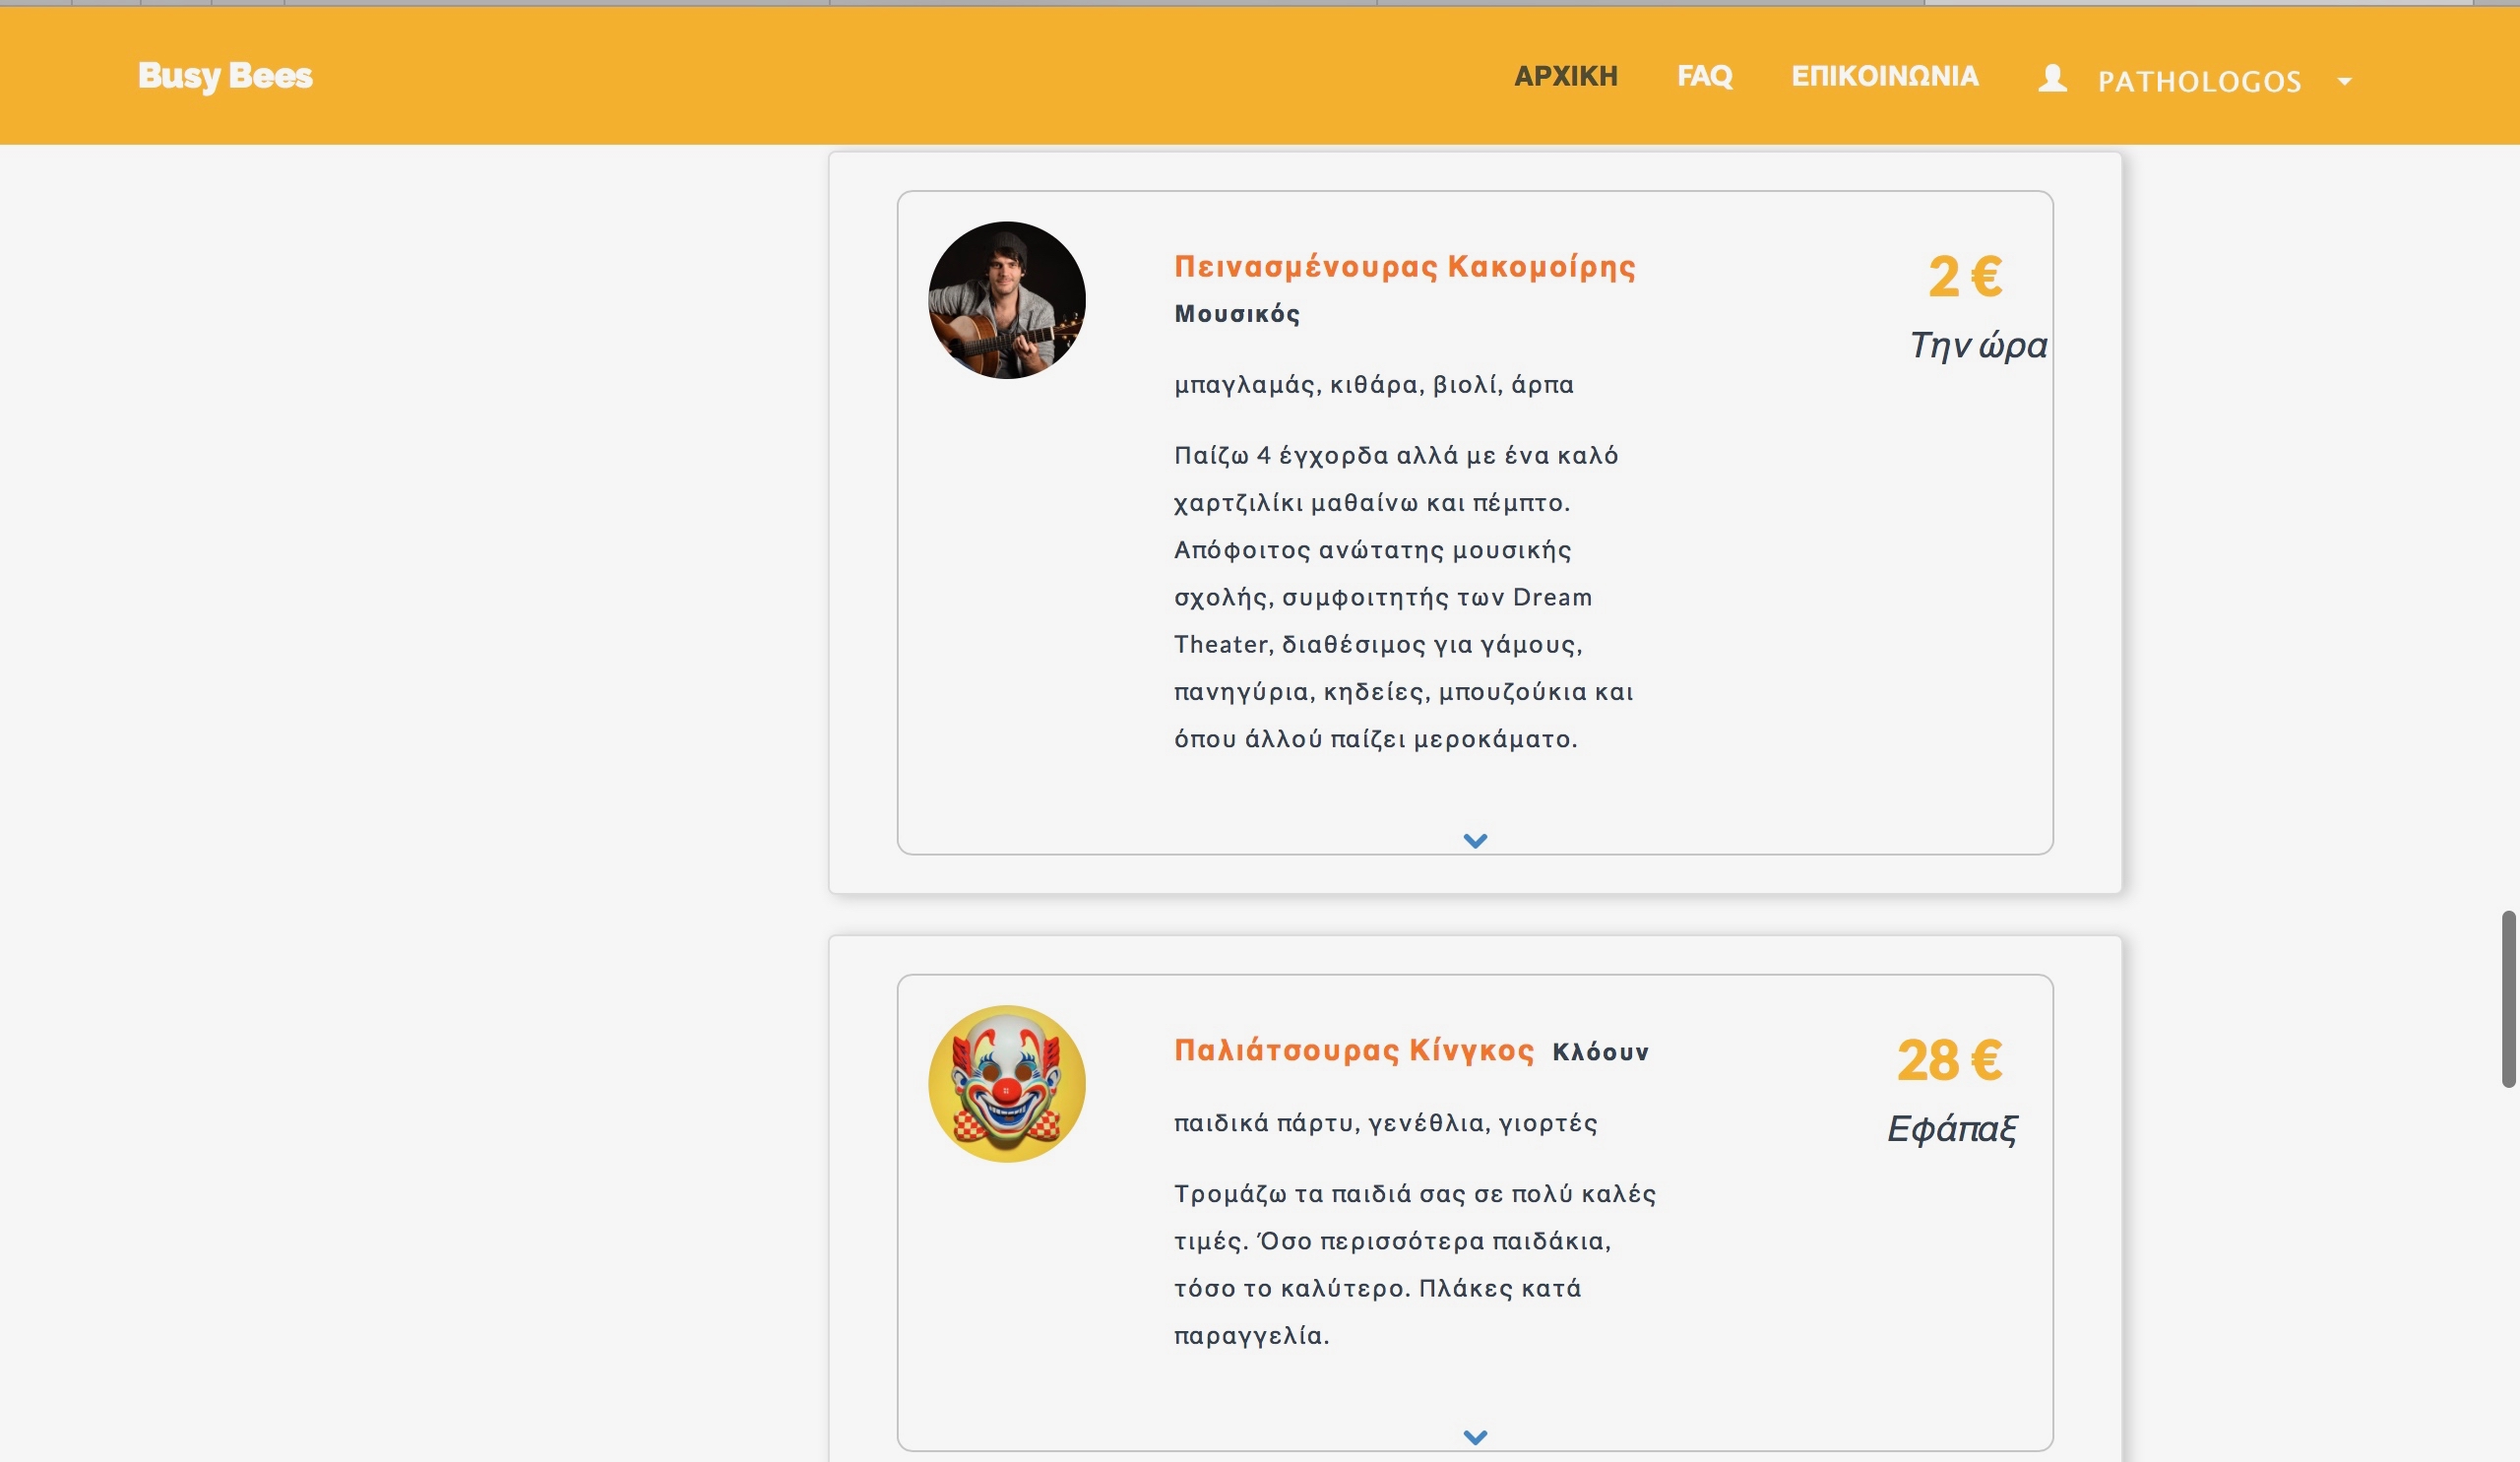 Busy Bees
ΑΡΧΙΚΗ FAQ ΕΠΙΚΟΙΝΩΝΙΑ PATHOLOGOS
Πεινασμένουρας Κακομοίρης
Μουσικός
2 €
Την ώρα
μπαγλαμάς, κιθάρα, βιολί, άρπα
Παίζω 4 έγχορδα αλλά με ένα καλό
χαρτζιλίκι μαθαίνω και πέμπτο.
Απόφοιτος ανώτατης μουσικής
σχολής, συμφοιτητής των Dream
Theater, διαθέσιμος για γάμους,
πανηγύρια, κηδείες, μπουζούκια και
όπου άλλού παίζει μεροκάματο.
Παλιάτσουρας Κίνγκος Κλόουν
28 €
Εφάπαξ
παιδικά πάρτυ, γενέθλια, γιορτές
Τρομάζω τα παιδιά σας σε πολύ καλές
τιμές. Όσο περισσότερα παιδάκια,
τόσο το καλύτερο. Πλάκες κατά
παραγγελία.